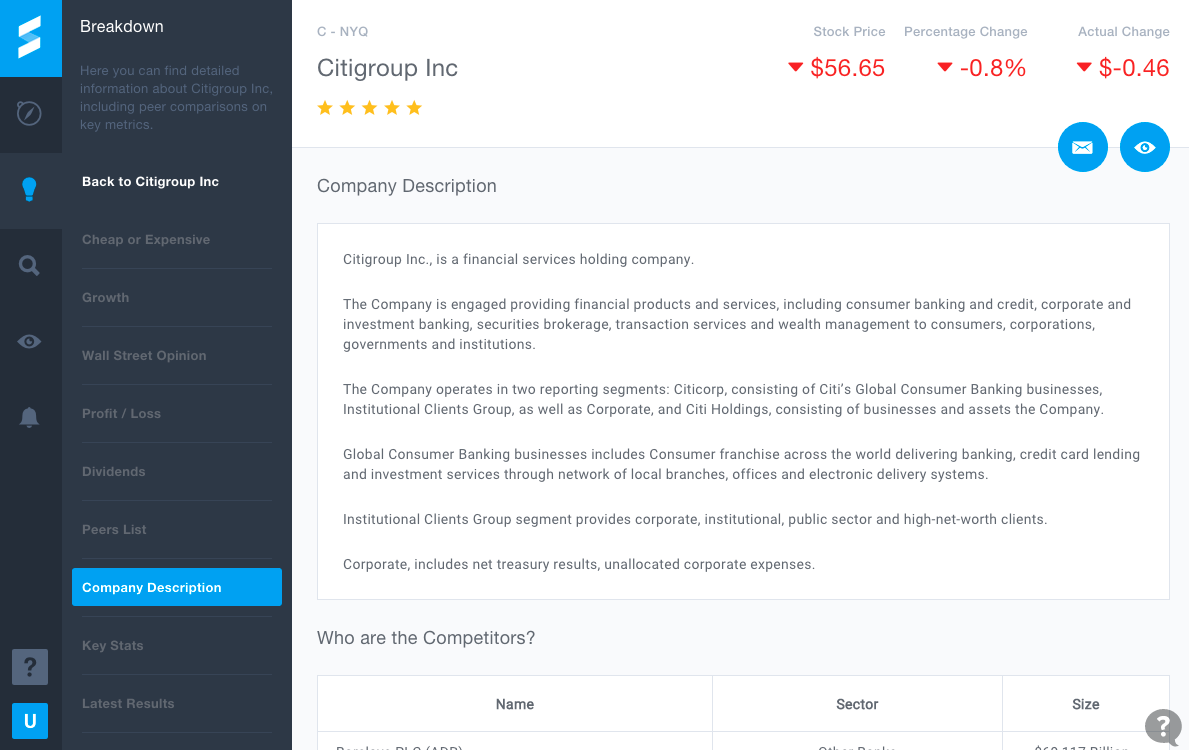 Breakdown
Here you can find detailed
information about Citigroup Inc,
including peer comparisons on
key metrics.
Back to Citigroup Inc
Cheap or Expensive
Growth
Wall Street Opinion
Profit / Loss
Dividends
Peers List
Company Description
Key Stats
Latest Results
?
U
C - NYQ
Citigroup Inc
Stock Price
$56.65
Percentage Change
-0.8%
Actual Change
$-0.46
Company Description
Citigroup Inc., is a financial services holding company.
The Company is engaged providing financial products and services, including consumer banking and credit, corporate and
investment banking, securities brokerage, transaction services and wealth management to consumers, corporations,
governments and institutions.
The Company operates in two reporting segments: Citicorp, consisting of Citi’s Global Consumer Banking businesses,
Institutional Clients Group, as well as Corporate, and Citi Holdings, consisting of businesses and assets the Company.
Global Consumer Banking businesses includes Consumer franchise across the world delivering banking, credit card lending
and investment services through network of local branches, offices and electronic delivery systems.
Institutional Clients Group segment provides corporate, institutional, public sector and high-net-worth clients.
Corporate, includes net treasury results, unallocated corporate expenses.
Who are the Competitors?
Name Sector Size
Barclays PLC (ADR) Other Banks
?